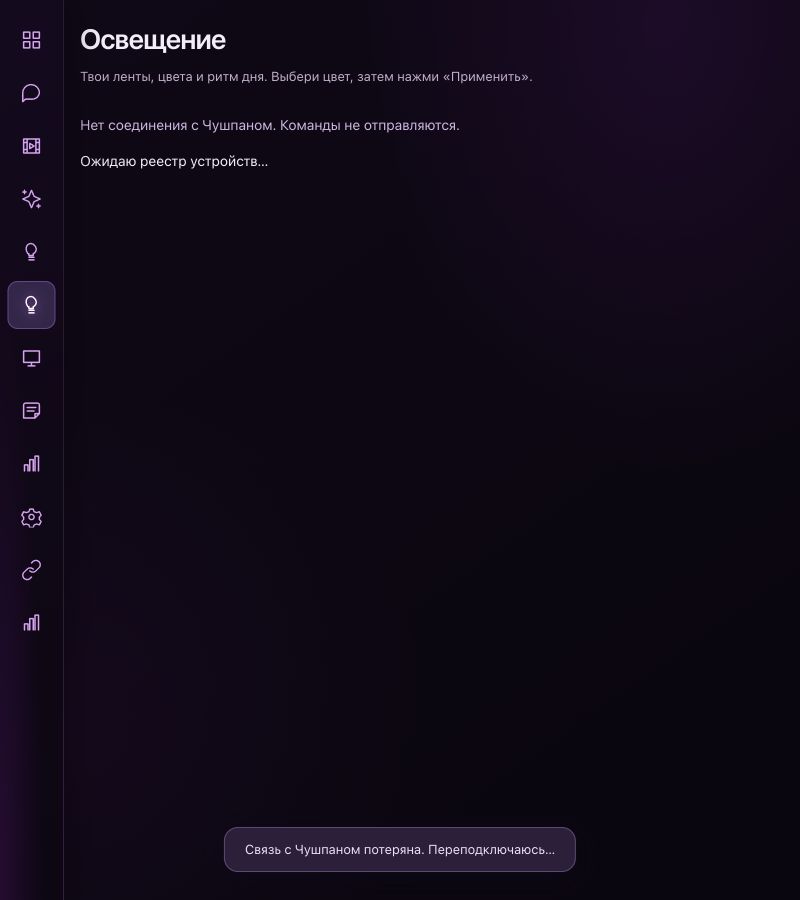 Освещение
Твои ленты, цвета и ритм дня. Выбери цвет, затем нажми «Применить».
Нет соединения с Чушпаном. Команды не отправляются.
Ожидаю реестр устройств...
Связь с Чушпаном потеряна. Переподключаюсь...